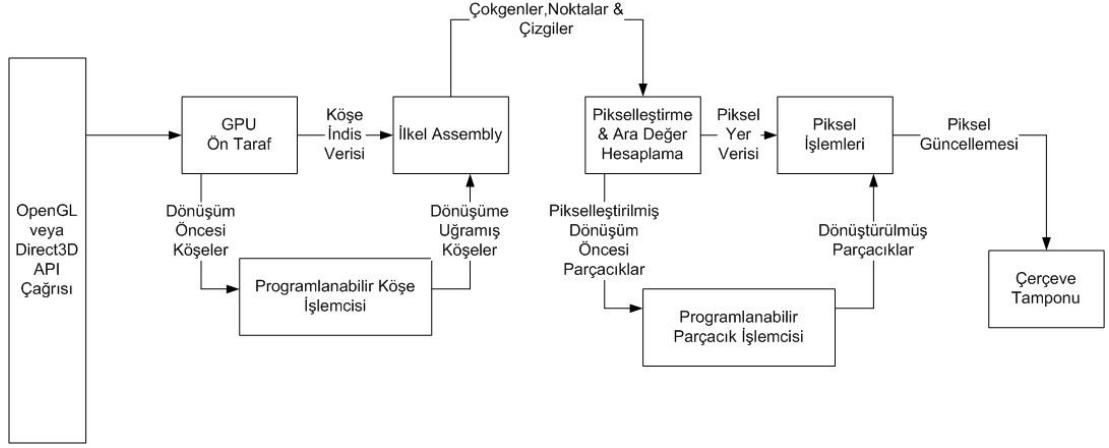 Çokgenler,Noktalar &
Çizgiler
OpenGL
veya
Direct3D
API
Çağrısı
GPU
Ön Taraf
Köşe
İndis
Verisi
İlkel Assembly
Dönüşüm
Öncesi
Köşeler
Programlanabilir Köşe
İşlemcisi
Dönüşüme
Uğramış
Köşeler
Pikselleştirme
& Ara Değer
Hesaplama
Piksel
Yer
Verisi
Piksel
İşlemleri
Piksel
Güncellemesi
Pikselleştirilmiş
Dönüşüm
Öncesi
Parçacıklar
Programlanabilir
Parçacık İşlemcisi
Dönüştürülmüş
Parçacıklar
Çerçeve
Tamponu